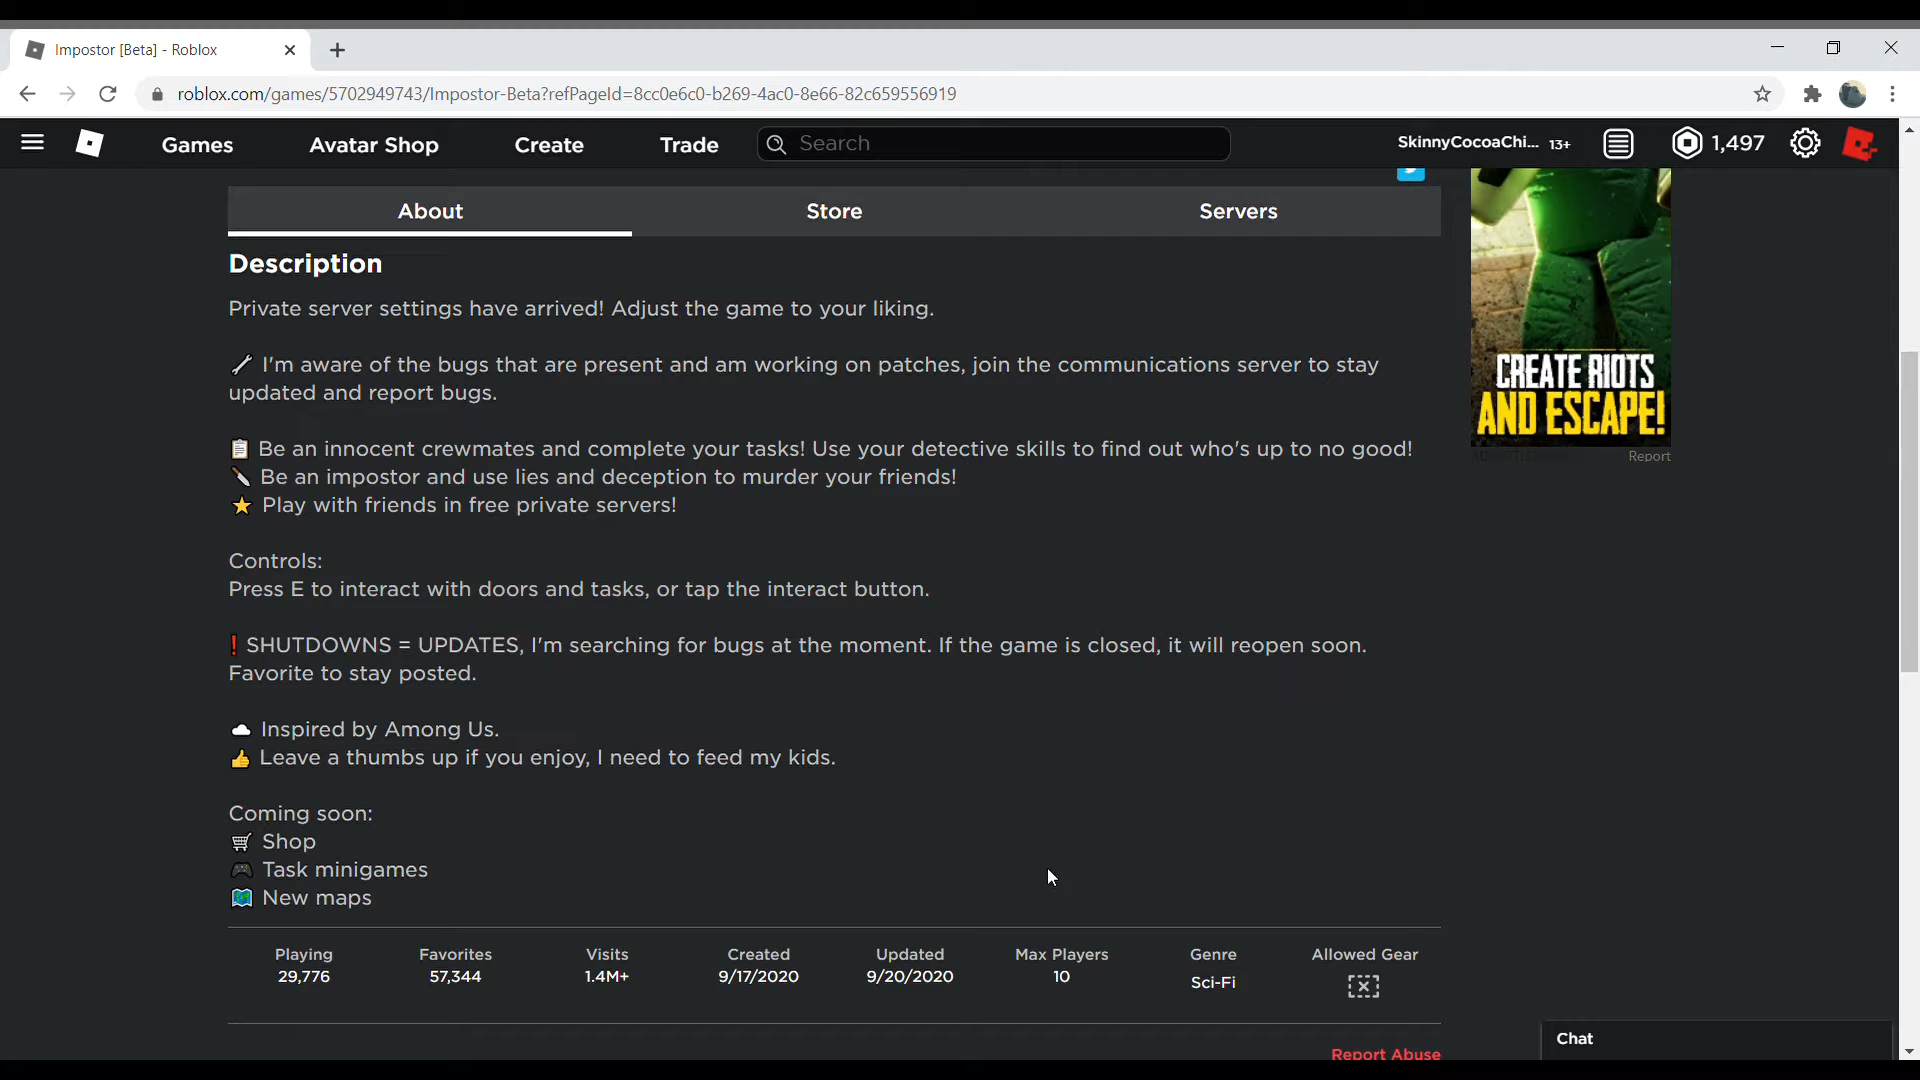 Impostor [Beta] - Roblox
roblox.com/games/5702949743/Impostor-Beta?refPageId=8cc0e6c0-b269-4ac0-8e66-82c659556919
Games Avatar Shop Create Trade Search SkinnyCocoaChi... 13+ 1,497
About Store Servers
Description
Private server settings have arrived! Adjust the game to your liking.
🔧 I'm aware of the bugs that are present and am working on patches, join the communications server to stay
updated and report bugs.
📋 Be an innocent crewmates and complete your tasks! Use your detective skills to find out who's up to no good!
🔪 Be an impostor and use lies and deception to murder your friends!
⭐ Play with friends in free private servers!
Controls:
Press E to interact with doors and tasks, or tap the interact button.
❗SHUTDOWNS = UPDATES, I'm searching for bugs at the moment. If the game is closed, it will reopen soon.
Favorite to stay posted.
☁️ Inspired by Among Us.
👍 Leave a thumbs up if you enjoy, I need to feed my kids.
Coming soon:
🛒 Shop
🎮 Task minigames
🗺️ New maps
Playing Favorites Visits Created Updated Max Players Genre Allowed Gear
29,776 57,344 1.4M+ 9/17/2020 9/20/2020 10 Sci-Fi
Report Abuse
CREATE RIOTS
AND ESCAPE!
Report
Chat